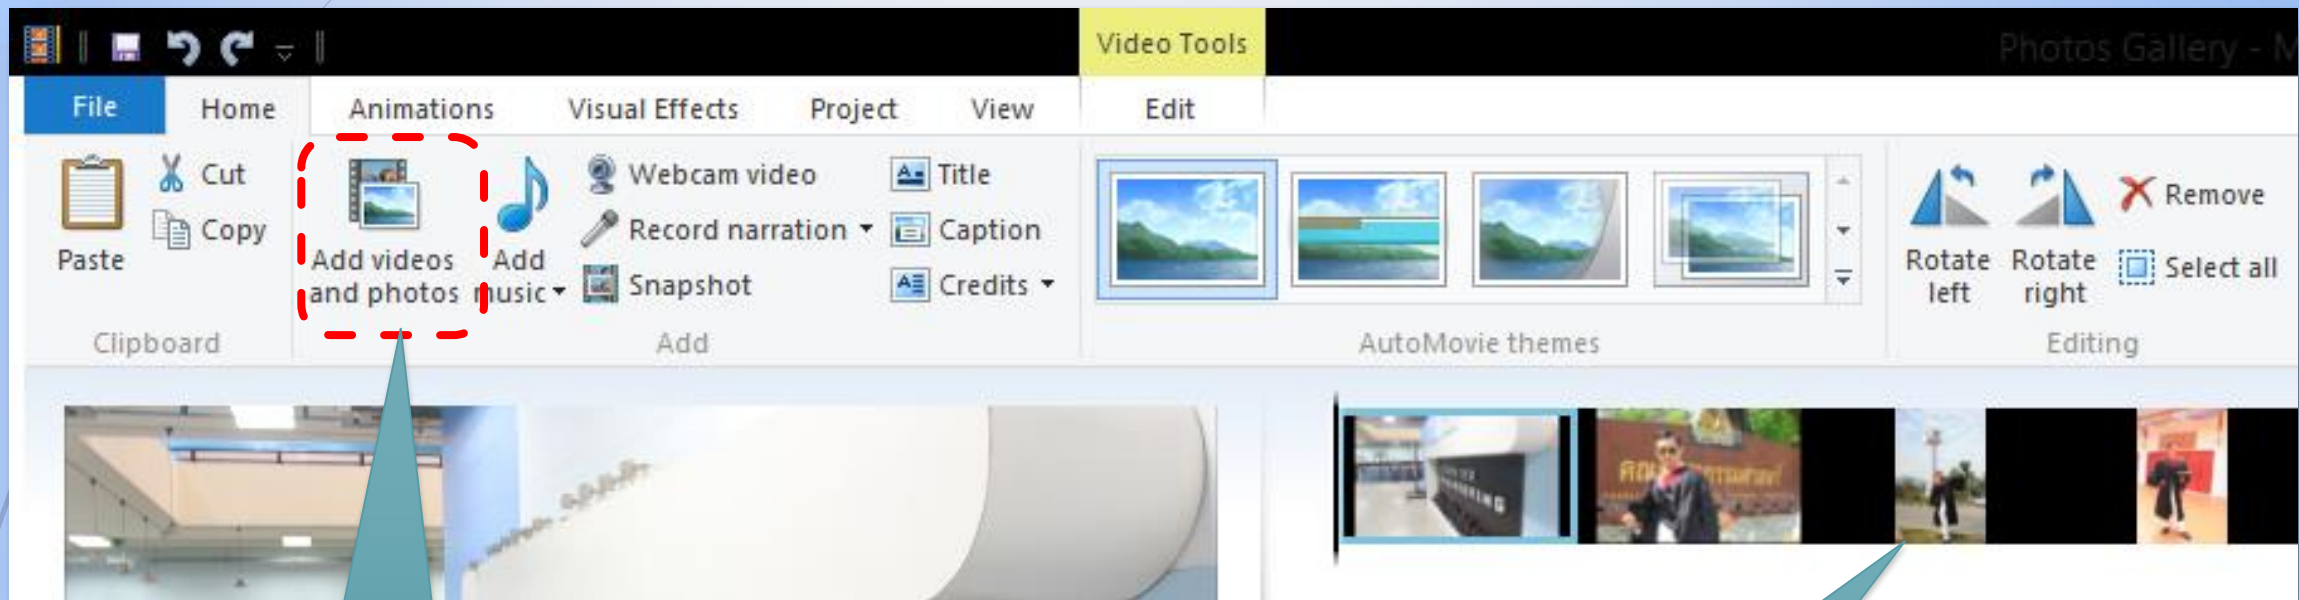 Video Tools
Photos Gallery - M
File
Home
Animations
Visual Effects
Project
View
Edit
Paste
Cut
Copy
Clipboard
Add videos
and photos
Add
music
Webcam video
Record narration
Snapshot
Title
Caption
Credits
Add
AutoMovie themes
Rotate
left
Rotate
right
Remove
Select all
Editing